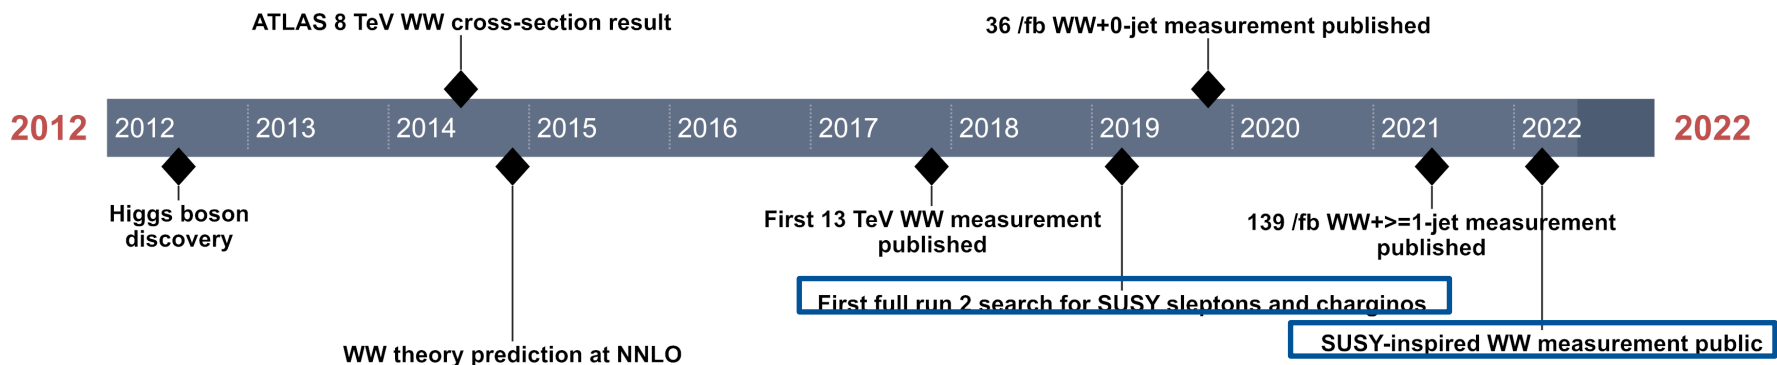 ATLAS 8 TeV WW cross-section result
36 /fb WW+0-jet measurement published
2012
2012
2013
2014
2015
2016
2017
2018
2019
2020
2021
2022
2022
Higgs boson
discovery
First 13 TeV WW measurement
published
139 /fb WW+>=1-jet measurement
published
First full run 2 search for SUSY sleptons and charginos
WW theory prediction at NNLO
SUSY-inspired WW measurement public